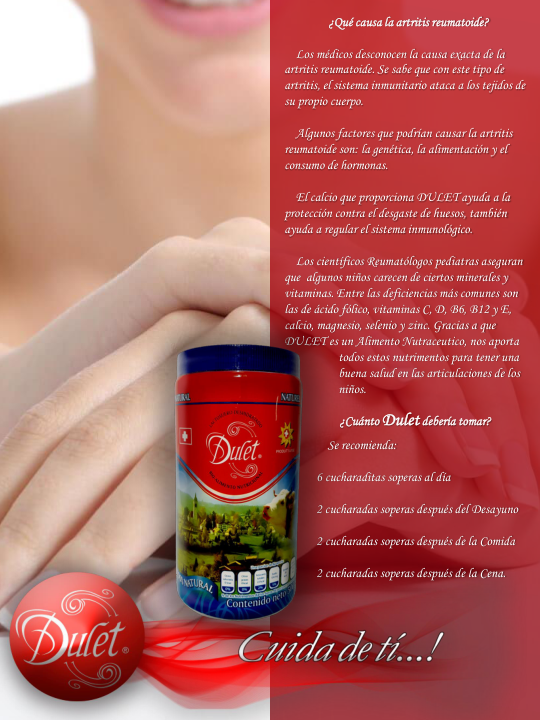 ¿Qué causa la artritis reumatoide?
Los médicos desconocen la causa exacta de la
artritis reumatoide. Se sabe que con este tipo de
artritis, el sistema inmunitario ataca a los tejidos de
su propio cuerpo.
Algunos factores que podrían causar la artritis
reumatoide son: la genética, la alimentación y el
consumo de hormonas.
El calcio que proporciona DULET ayuda a la
protección contra el desgaste de huesos, también
ayuda a regular el sistema inmunológico.
Los científicos Reumatólogos pediatras aseguran
que algunos niños carecen de ciertos minerales y
vitaminas. Entre las deficiencias más comunes son
las de ácido fólico, vitaminas C, D, B6, B12 y E,
calcio, magnesio, selenio y zinc. Gracias a que
DULET es un Alimento Nutraceutico, nos aporta
todos estos nutrimentos para tener una
buena salud en las articulaciones de los
niños.
¿Cuánto Dulet debería tomar?
Se recomienda:
6 cucharaditas soperas al día
2 cucharadas soperas después del Desayuno
2 cucharadas soperas después de la Comida
2 cucharadas soperas después de la Cena.
Dulet®
NATURAL
Contenido neto
Dulet®
Cuida de tí...!